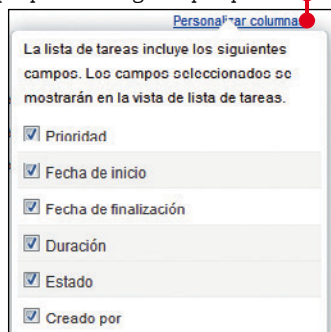 Personalizar columnas
La lista de tareas incluye los siguientes
campos. Los campos seleccionados se
mostrarán en la vista de lista de tareas.
Prioridad
Fecha de inicio
Fecha de finalización
Duración
Estado
Creado por